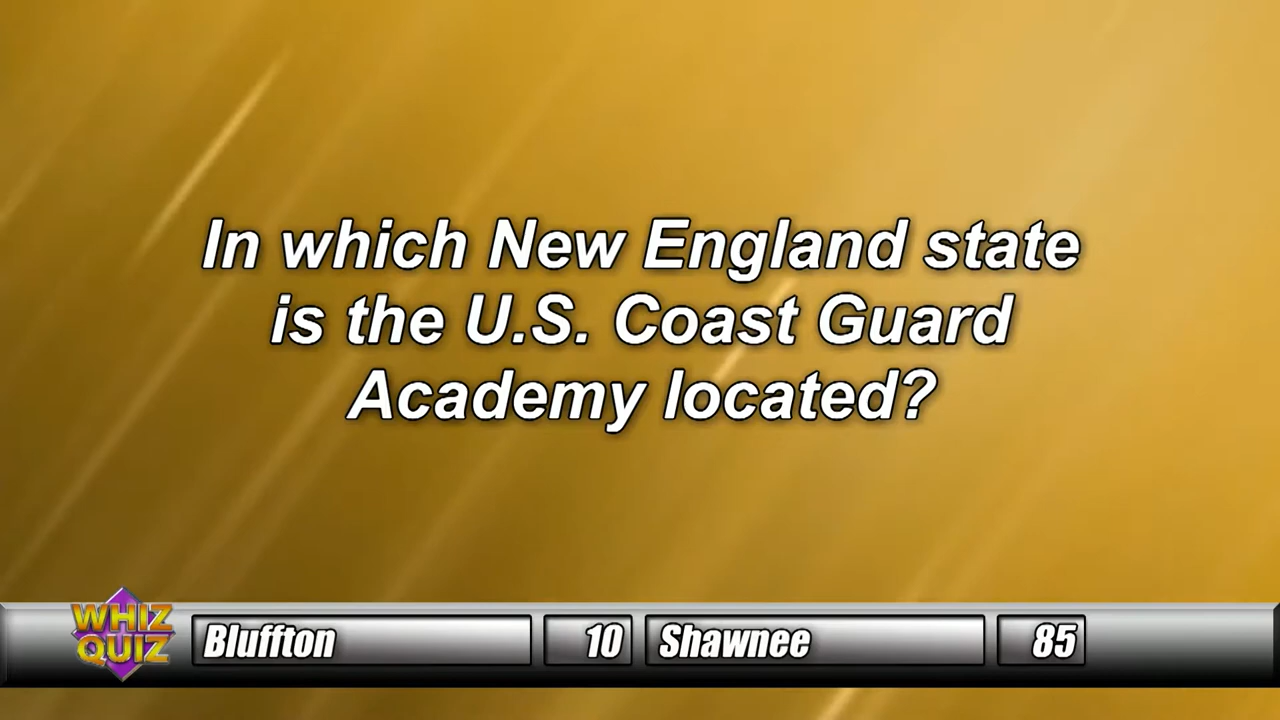 In which New England state
is the U.S. Coast Guard
Academy located?
WHIZ
QUIZ
Bluffton 10 Shawnee 85